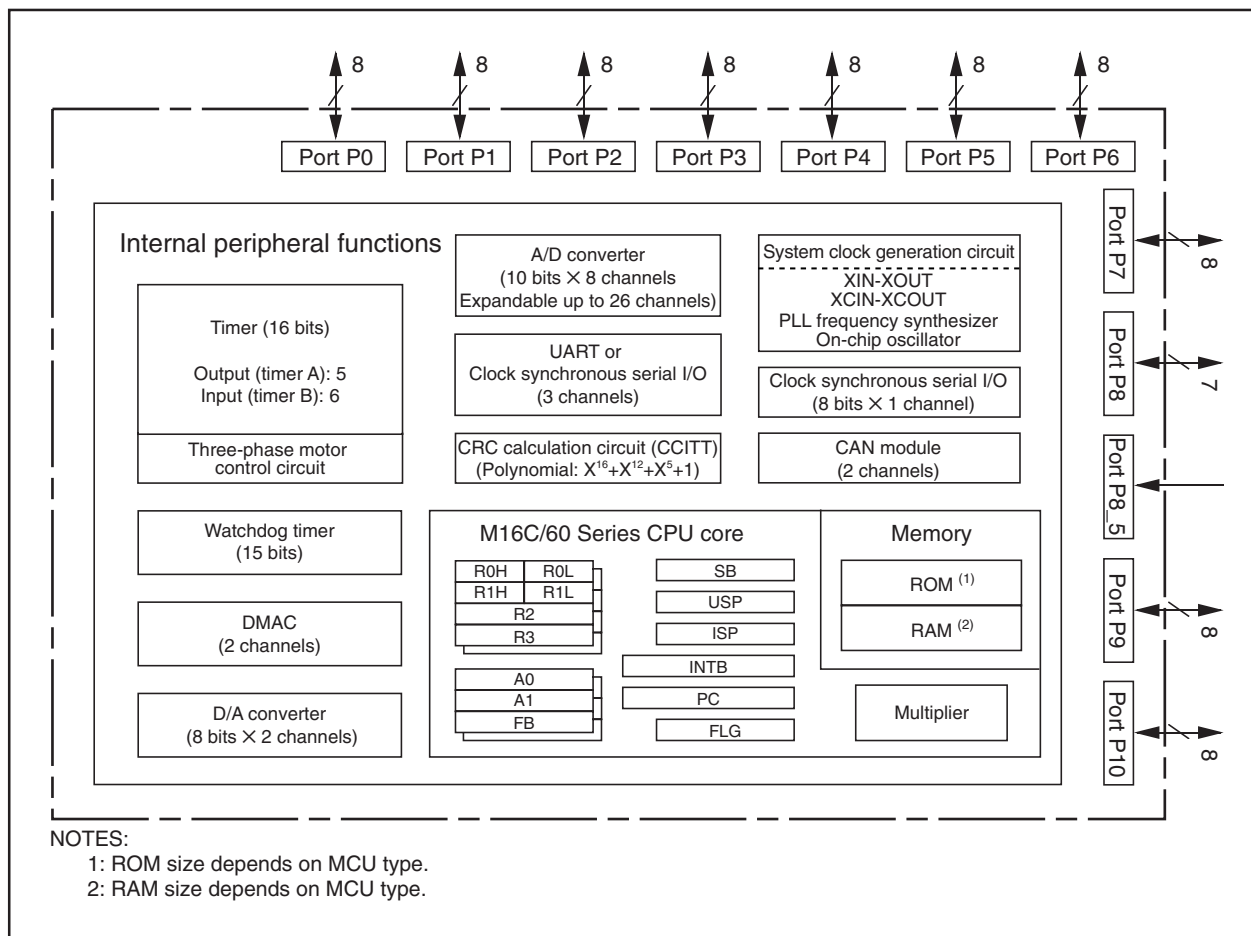 8
8
8
8
8
8
8
Port P0
Port P1
Port P2
Port P3
Port P4
Port P5
Port P6
Internal peripheral functions
Timer (16 bits)
Output (timer A): 5
Input (timer B): 6
Three-phase motor
control circuit
Watchdog timer
(15 bits)
DMAC
(2 channels)
D/A converter
(8 bits × 2 channels)
A/D converter
(10 bits × 8 channels
Expandable up to 26 channels)
UART or
Clock synchronous serial I/O
(3 channels)
CRC calculation circuit (CCITT)
(Polynomial: X¹⁶+X¹²+X⁵+1)
System clock generation circuit
XIN-XOUT
XCIN-XCOUT
PLL frequency synthesizer
On-chip oscillator
Clock synchronous serial I/O
(8 bits × 1 channel)
CAN module
(2 channels)
M16C/60 Series CPU core
R0H
R0L
R1H
R1L
R2
R3
A0
A1
FB
SB
USP
ISP
INTB
PC
FLG
Memory
ROM (1)
RAM (2)
Multiplier
Port P7
8
Port P8
7
Port P8_5
Port P9
8
Port P10
8
NOTES:
1: ROM size depends on MCU type.
2: RAM size depends on MCU type.